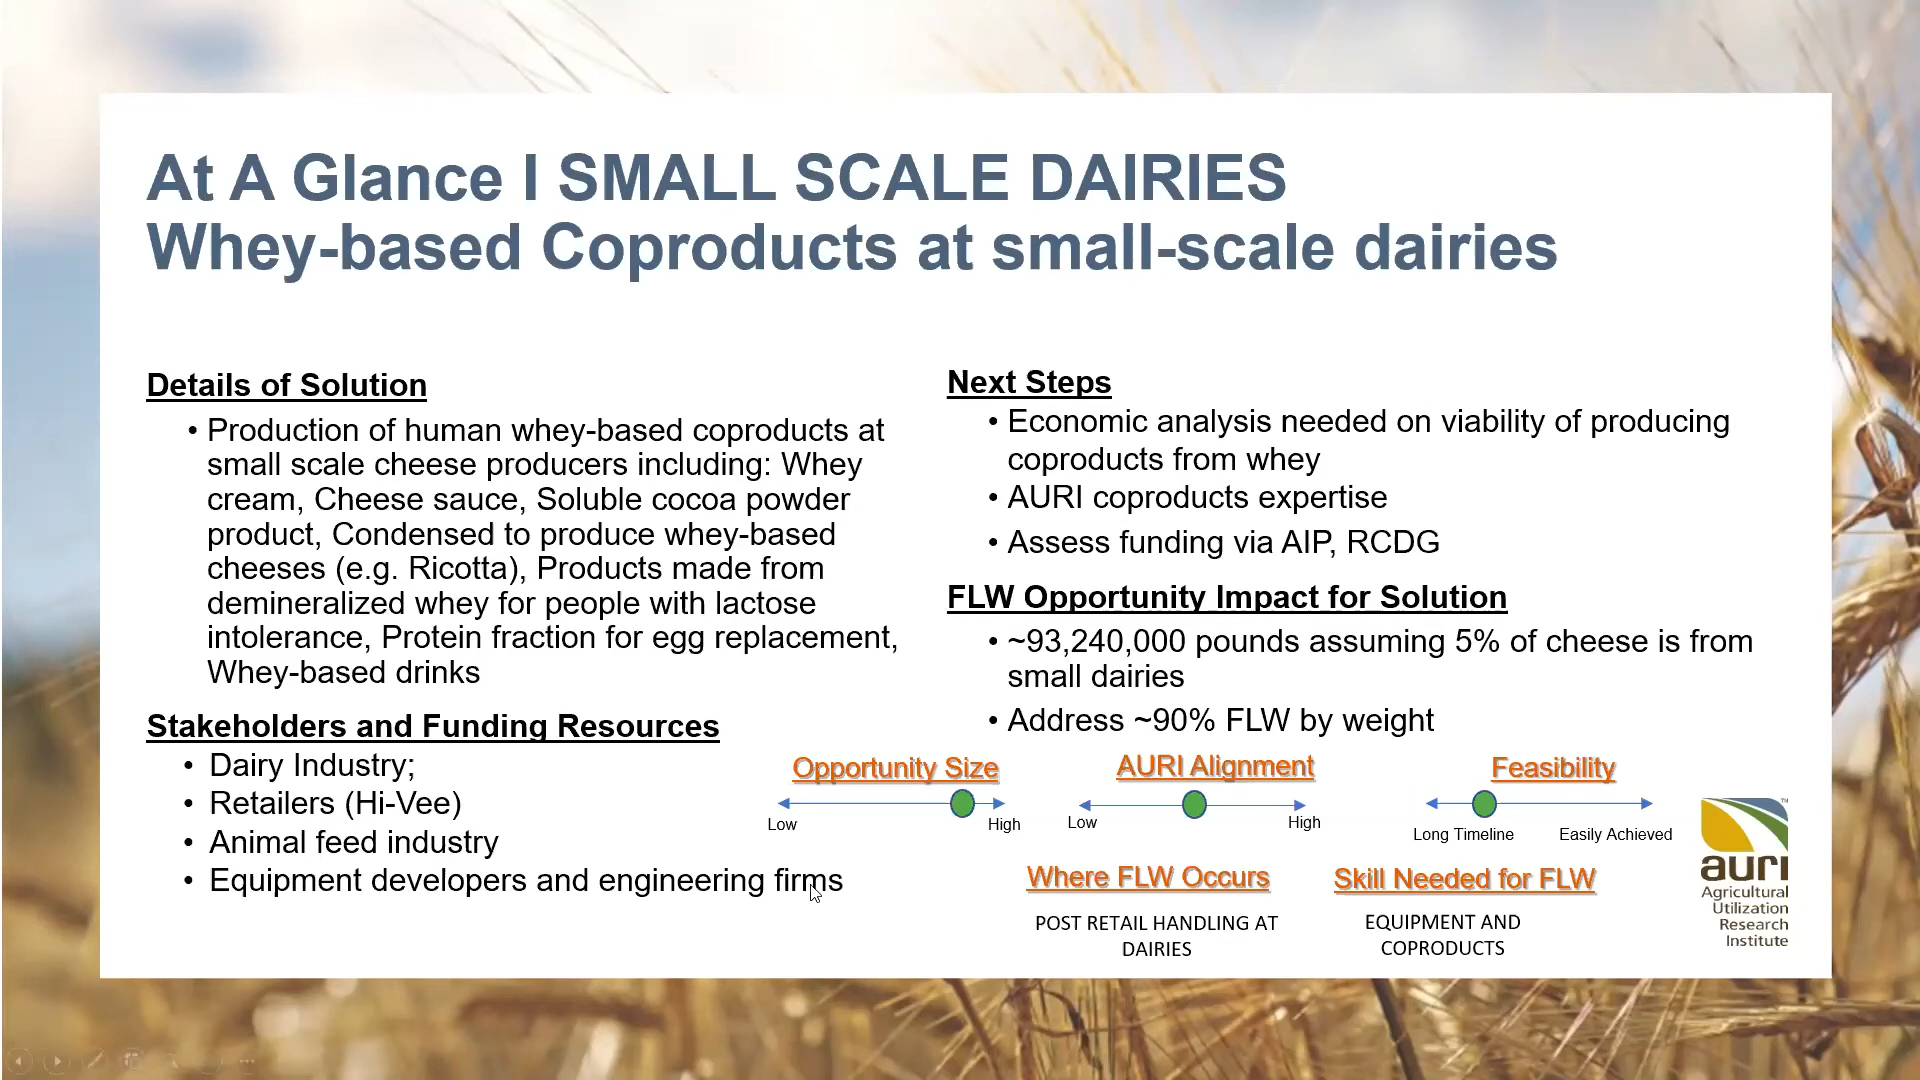 At A Glance I SMALL SCALE DAIRIES
Whey-based Coproducts at small-scale dairies
Details of Solution
• Production of human whey-based coproducts at
small scale cheese producers including: Whey
cream, Cheese sauce, Soluble cocoa powder
product, Condensed to produce whey-based
cheeses (e.g. Ricotta), Products made from
demineralized whey for people with lactose
intolerance, Protein fraction for egg replacement,
Whey-based drinks
Stakeholders and Funding Resources
• Dairy Industry;
• Retailers (Hi-Vee)
• Animal feed industry
• Equipment developers and engineering firms
Next Steps
• Economic analysis needed on viability of producing
coproducts from whey
• AURI coproducts expertise
• Assess funding via AIP, RCDG
FLW Opportunity Impact for Solution
• ~93,240,000 pounds assuming 5% of cheese is from
small dairies
• Address ~90% FLW by weight
Opportunity Size
Low High
AURI Alignment
Low High
Feasibility
Long Timeline Easily Achieved
Where FLW Occurs
POST RETAIL HANDLING AT
DAIRIES
Skill Needed for FLW
EQUIPMENT AND
COPRODUCTS
™
auri
Agricultural
Utilization
Research
Institute